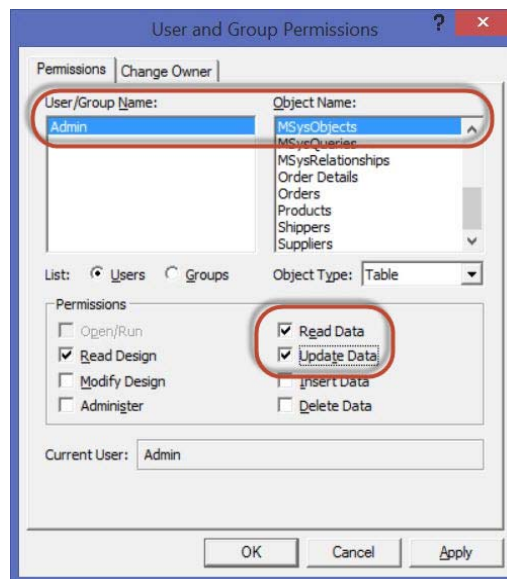 User and Group Permissions ? ×
Permissions Change Owner
User/Group Name: Object Name:
Admin MSysObjects
MSysQueries
MSysRelationships
Order Details
Orders
Products
Shippers
Suppliers
List: Users Groups Object Type: Table
Permissions
Open/Run Read Data
Read Design Update Data
Modify Design Insert Data
Administer Delete Data
Current User: Admin
OK Cancel Apply